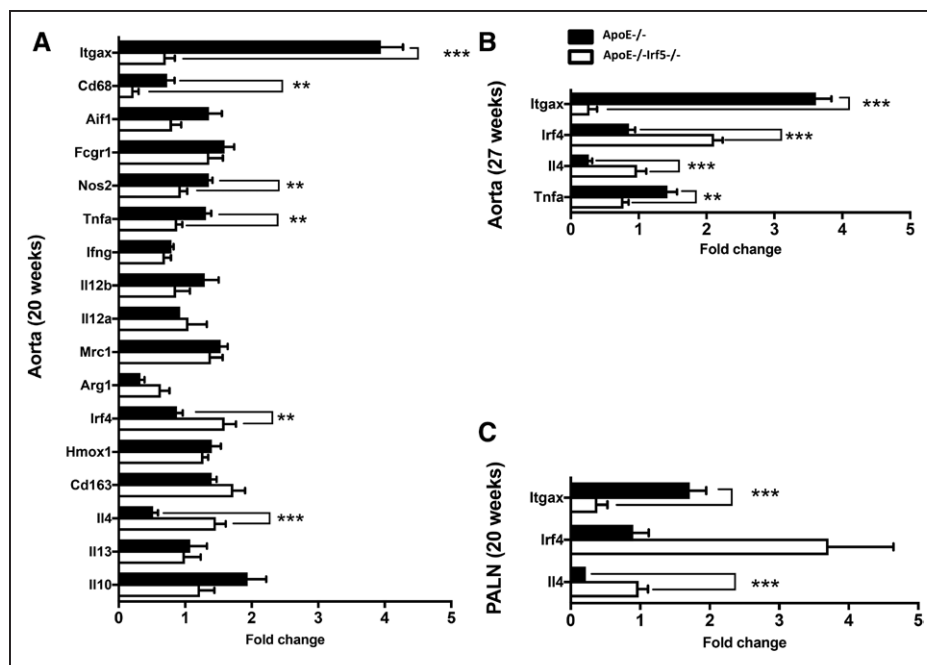 A
Aorta (20 weeks)
Itgax
***
Cd68
**
Aif1
Fcgr1
Nos2
**
Tnfa
**
Ifng
Il12b
Il12a
Mrc1
Arg1
Irf4
**
Hmox1
Cd163
Il4
***
Il13
Il10
0 1 2 3 4 5
Fold change
B
ApoE-/-
ApoE-/-Irf5-/-
Aorta (27 weeks)
Itgax
***
Irf4
***
Il4
***
Tnfa
**
0 1 2 3 4 5
Fold change
C
PALN (20 weeks)
Itgax
***
Irf4
Il4
***
0 1 2 3 4 5
Fold change